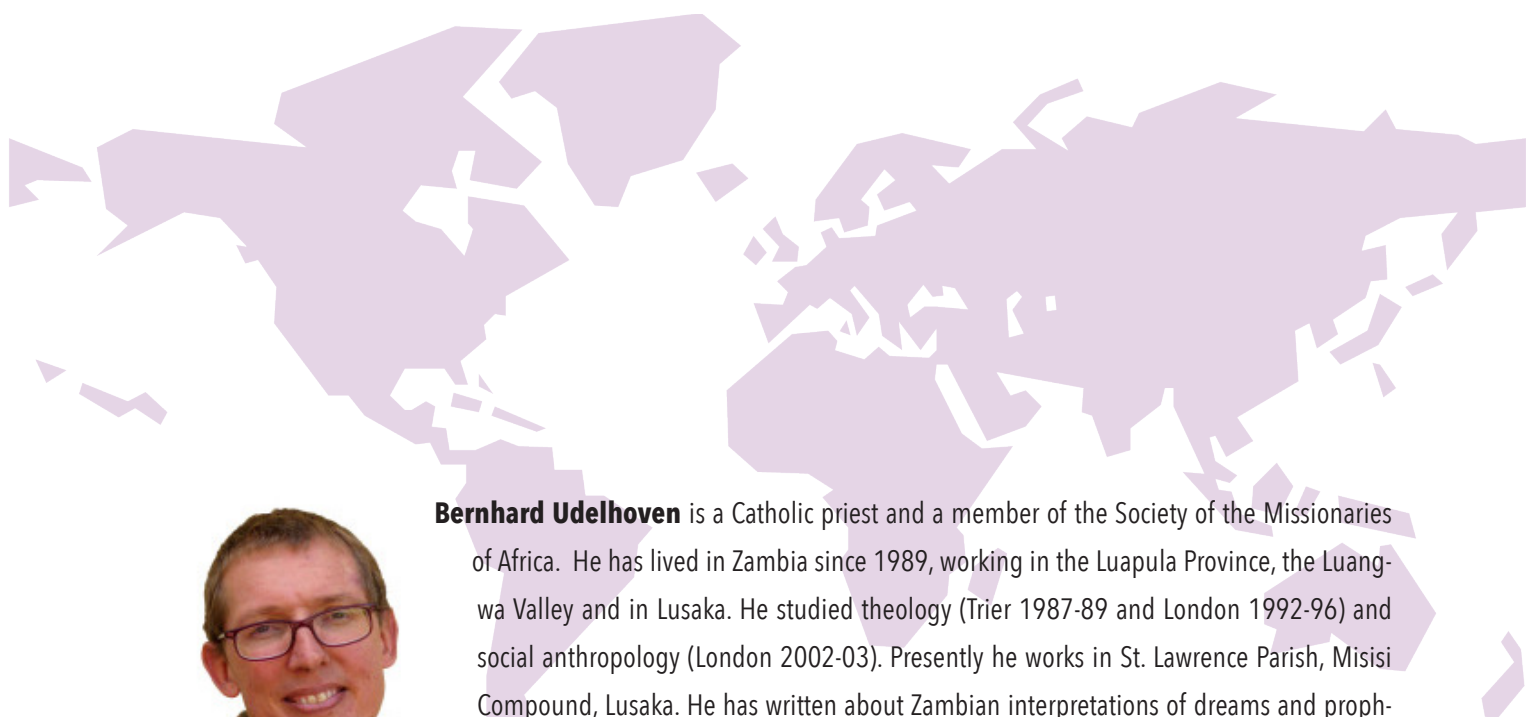 Bernhard Udelhoven is a Catholic priest and a member of the Society of the Missionaries
of Africa. He has lived in Zambia since 1989, working in the Luapula Province, the Luang-
wa Valley and in Lusaka. He studied theology (Trier 1987-89 and London 1992-96) and
social anthropology (London 2002-03). Presently he works in St. Lawrence Parish, Misisi
Compound, Lusaka. He has written about Zambian interpretations of dreams and proph-